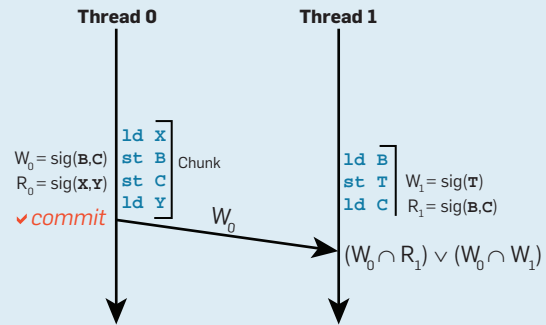 Thread 0
Thread 1
ld X
st B
st C
ld Y
Chunk
W₀ = sig(B,C)
R₀ = sig(X,Y)
commit
W₀
ld B
st T
ld C
W₁ = sig(T)
R₁ = sig(B,C)
(W₀ ∩ R₁) ∨ (W₀ ∩ W₁)